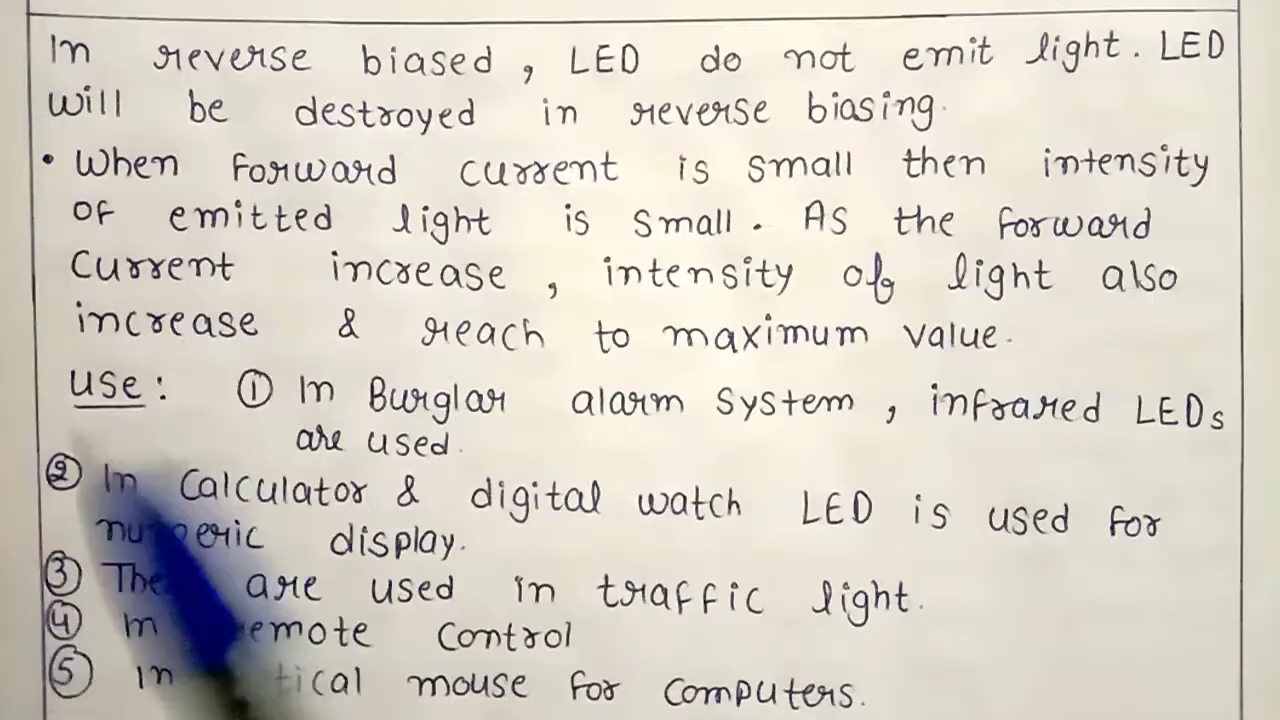 In reverse biased, LED do not emit light. LED
will be destroyed in reverse biasing.
• When forward current is small then intensity
of emitted light is small. As the forward
current increase, intensity of light also
increase & reach to maximum value.
Use: ① In Burglar alarm system, infrared LEDs
are used.
② In Calculator & digital watch LED is used for
numeric display.
③ are used in traffic light.
④ In remote control
⑤ In mouse for computers.